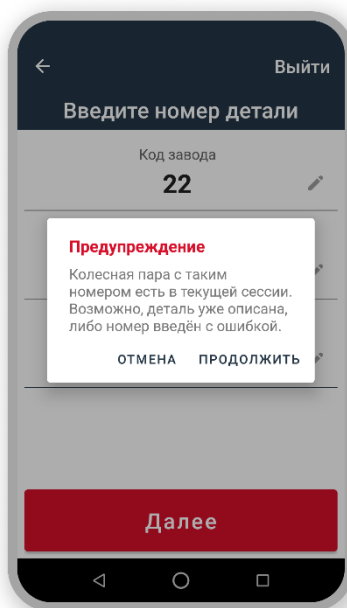 Выйти
Введите номер детали
Код завода
22
Предупреждение
Колесная пара с таким
номером есть в текущей сессии.
Возможно, деталь уже описана,
либо номер введён с ошибкой.
ОТМЕНА ПРОДОЛЖИТЬ
Далее